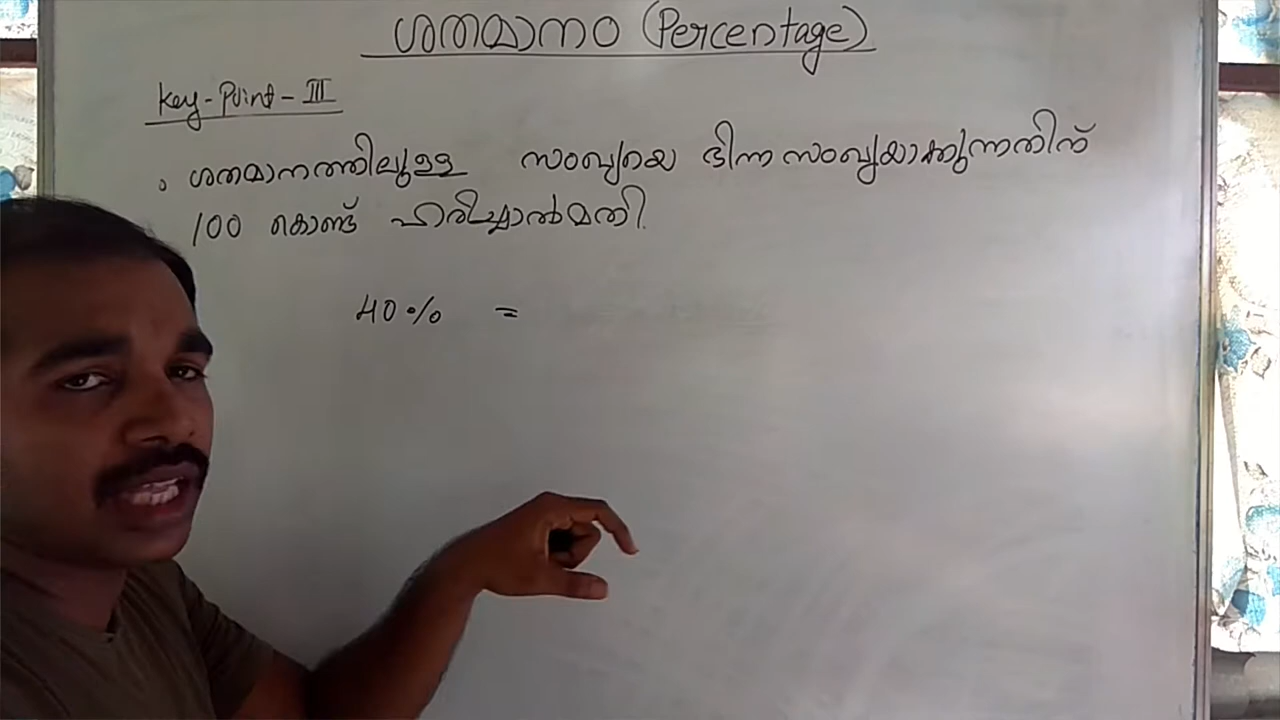 ശതമാനം (Percentage)
Key-Point-III
ശതമാനത്തിലുള്ള സംഖ്യയെ ഭിന്നസംഖ്യയാക്കുന്നതിന്
100 കൊണ്ട് ഹരിച്ചാൽമതി.
40% =